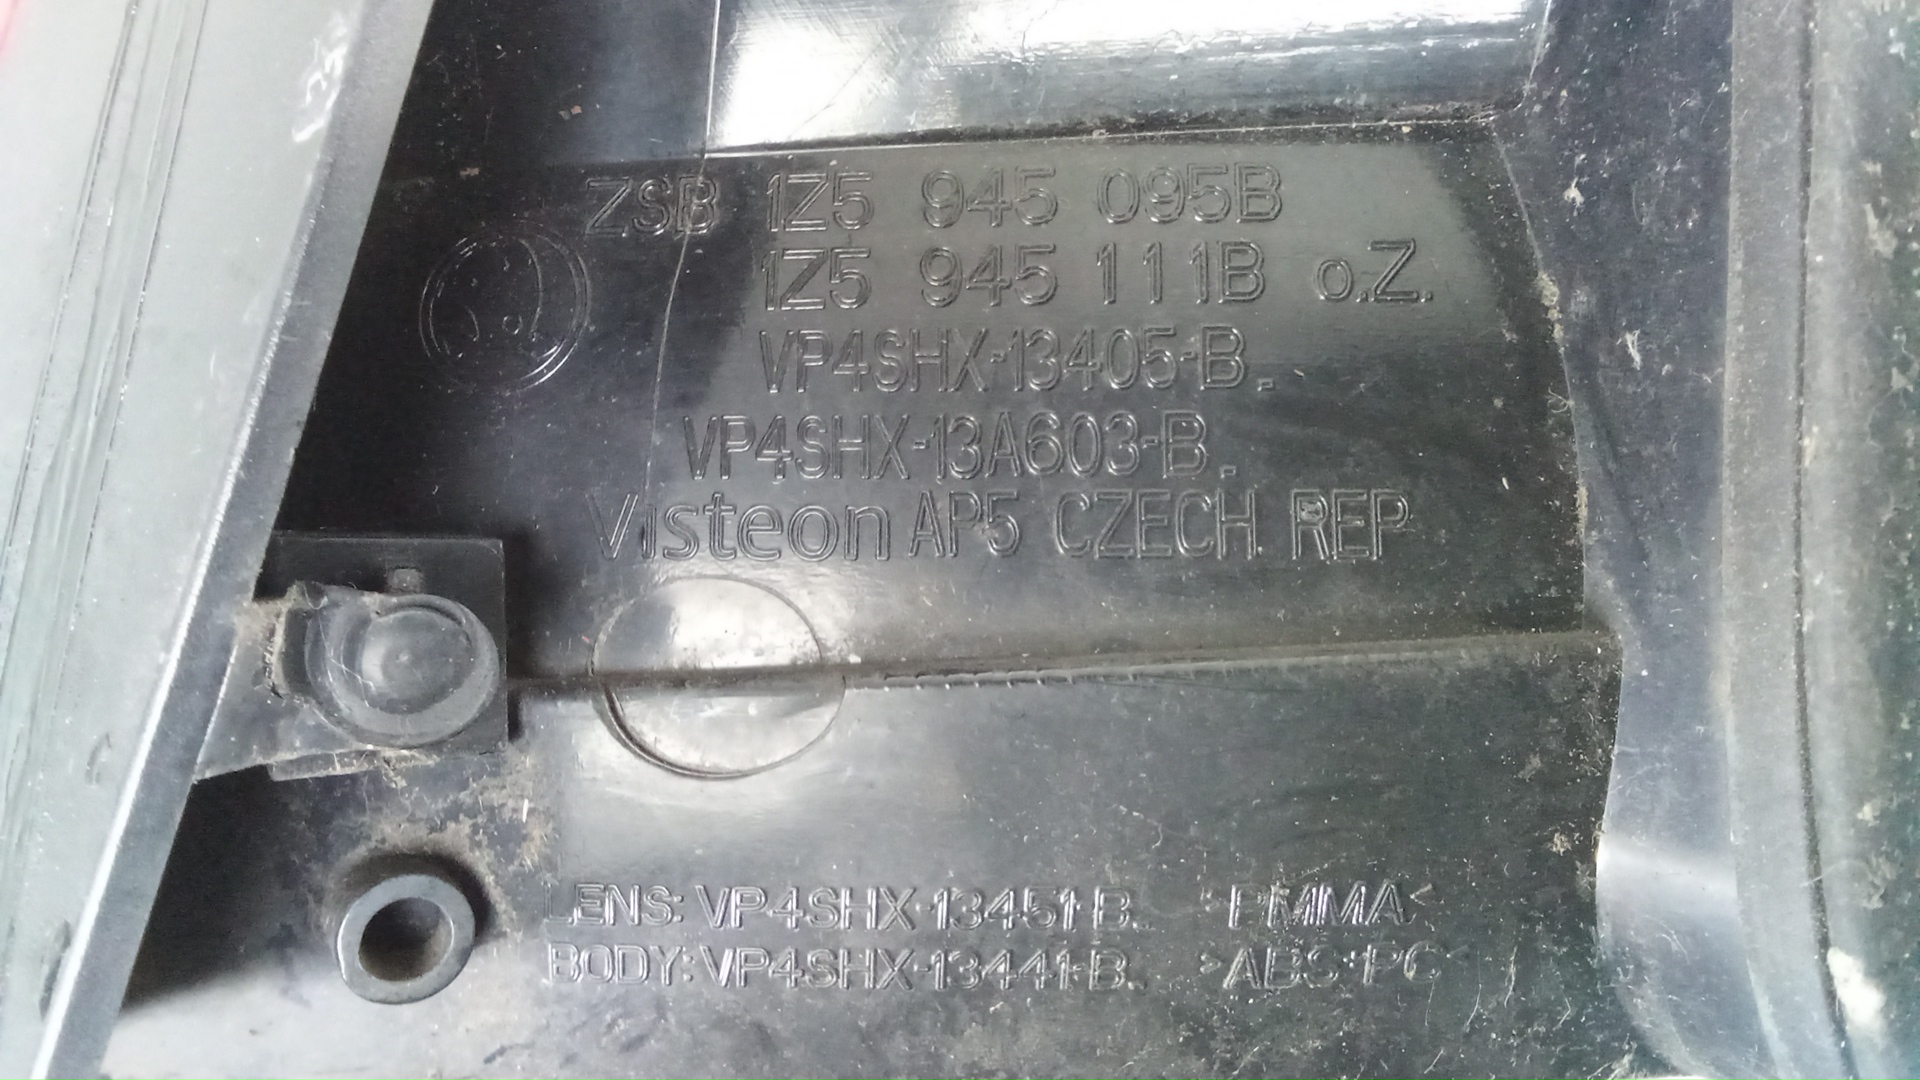 ZSB 1Z5 945 095B
1Z5 945 111B o.Z.
VP4SHX-13405-B.
VP4SHX-13A603-B.
Visteon AP5 CZECH REP
LENS: VP4SHX-13451-B.. >PMMA<
BODY: VP4SHX-13441-B.. >ABS+PC<